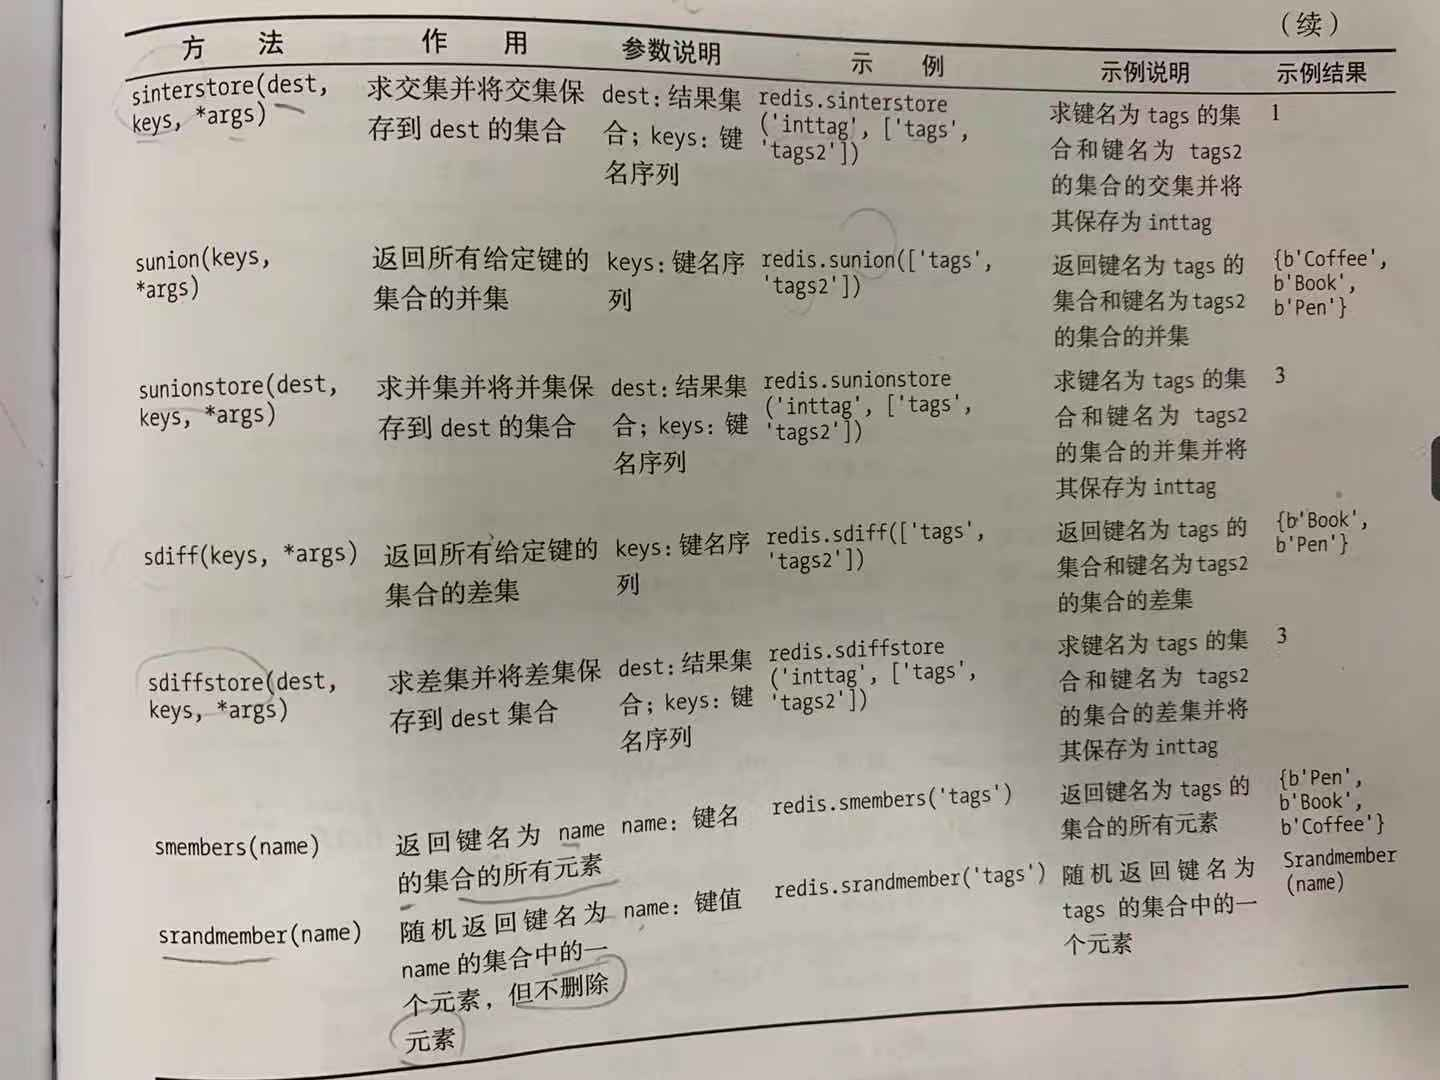 （续）
方 法 作 用 参数说明 示 例 示例说明 示例结果
sinterstore(dest, 求交集并将交集保 dest: 结果集 redis.sinterstore 求键名为 tags 的集 1
keys, *args) 存到 dest 的集合 合; keys: 键 ('inttag', ['tags', 合和键名为 tags2
名序列 'tags2']) 的集合的交集并将
其保存为 inttag
sunion(keys, 返回所有给定键的 keys: 键名序 redis.sunion(['tags', 返回键名为 tags 的 {b'Coffee',
*args) 集合的并集 列 'tags2']) 集合和键名为tags2 b'Book',
的集合的并集 b'Pen'}
sunionstore(dest, 求并集并将并集保 dest: 结果集 redis.sunionstore 求键名为 tags 的集 3
keys, *args) 存到 dest 的集合 合; keys: 键 ('inttag', ['tags', 合和键名为 tags2
名序列 'tags2']) 的集合的并集并将
其保存为 inttag
sdiff(keys, *args) 返回所有给定键的 keys: 键名序 redis.sdiff(['tags', 返回键名为 tags 的 {b'Book',
集合的差集 列 'tags2']) 集合和键名为tags2 b'Pen'}
的集合的差集
sdiffstore(dest, 求差集并将差集保 dest: 结果集 redis.sdiffstore 求键名为 tags 的集 3
keys, *args) 存到 dest 集合 合; keys: 键 ('inttag', ['tags', 合和键名为 tags2
名序列 'tags2']) 的集合的差集并将
其保存为 inttag
smembers(name) 返回键名为 name name: 键名 redis.smembers('tags') 返回键名为 tags 的 {b'Pen',
的集合的所有元素 集合的所有元素 b'Book',
b'Coffee'}
srandmember(name) 随机返回键名为 name: 键值 redis.srandmember('tags') 随机返回键名为 Srandmember
name 的集合中的一 tags 的集合中的一 (name)
个元素，但不删除 个元素
元素